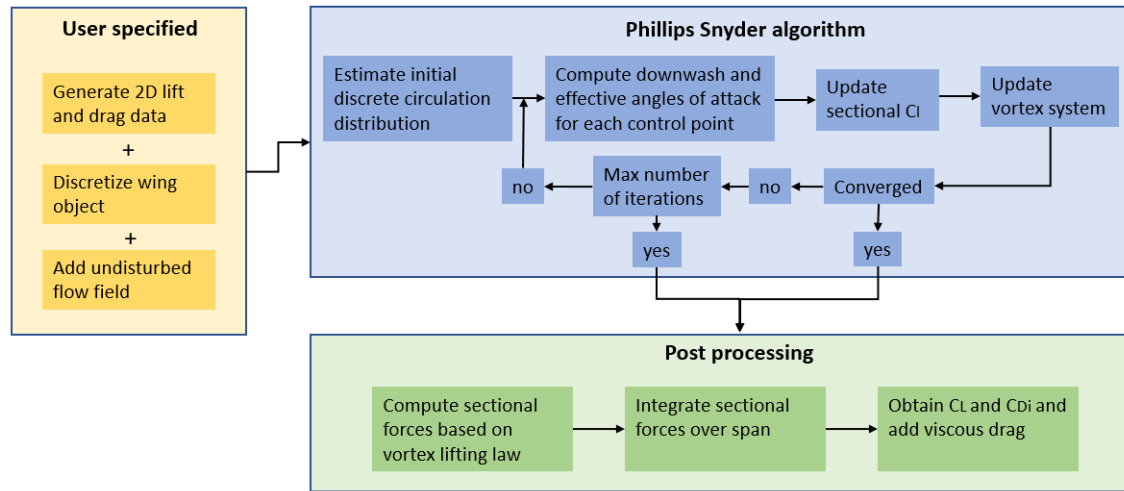 User specified
Generate 2D lift
and drag data
+
Discretize wing
object
+
Add undisturbed
flow field
Phillips Snyder algorithm
Estimate initial
discrete circulation
distribution
Compute downwash and
effective angles of attack
for each control point
Update
sectional Cl
Update
vortex system
Converged
no
Max number
of iterations
no
yes
yes
Post processing
Compute sectional
forces based on
vortex lifting law
Integrate sectional
forces over span
Obtain CL and CDi and
add viscous drag